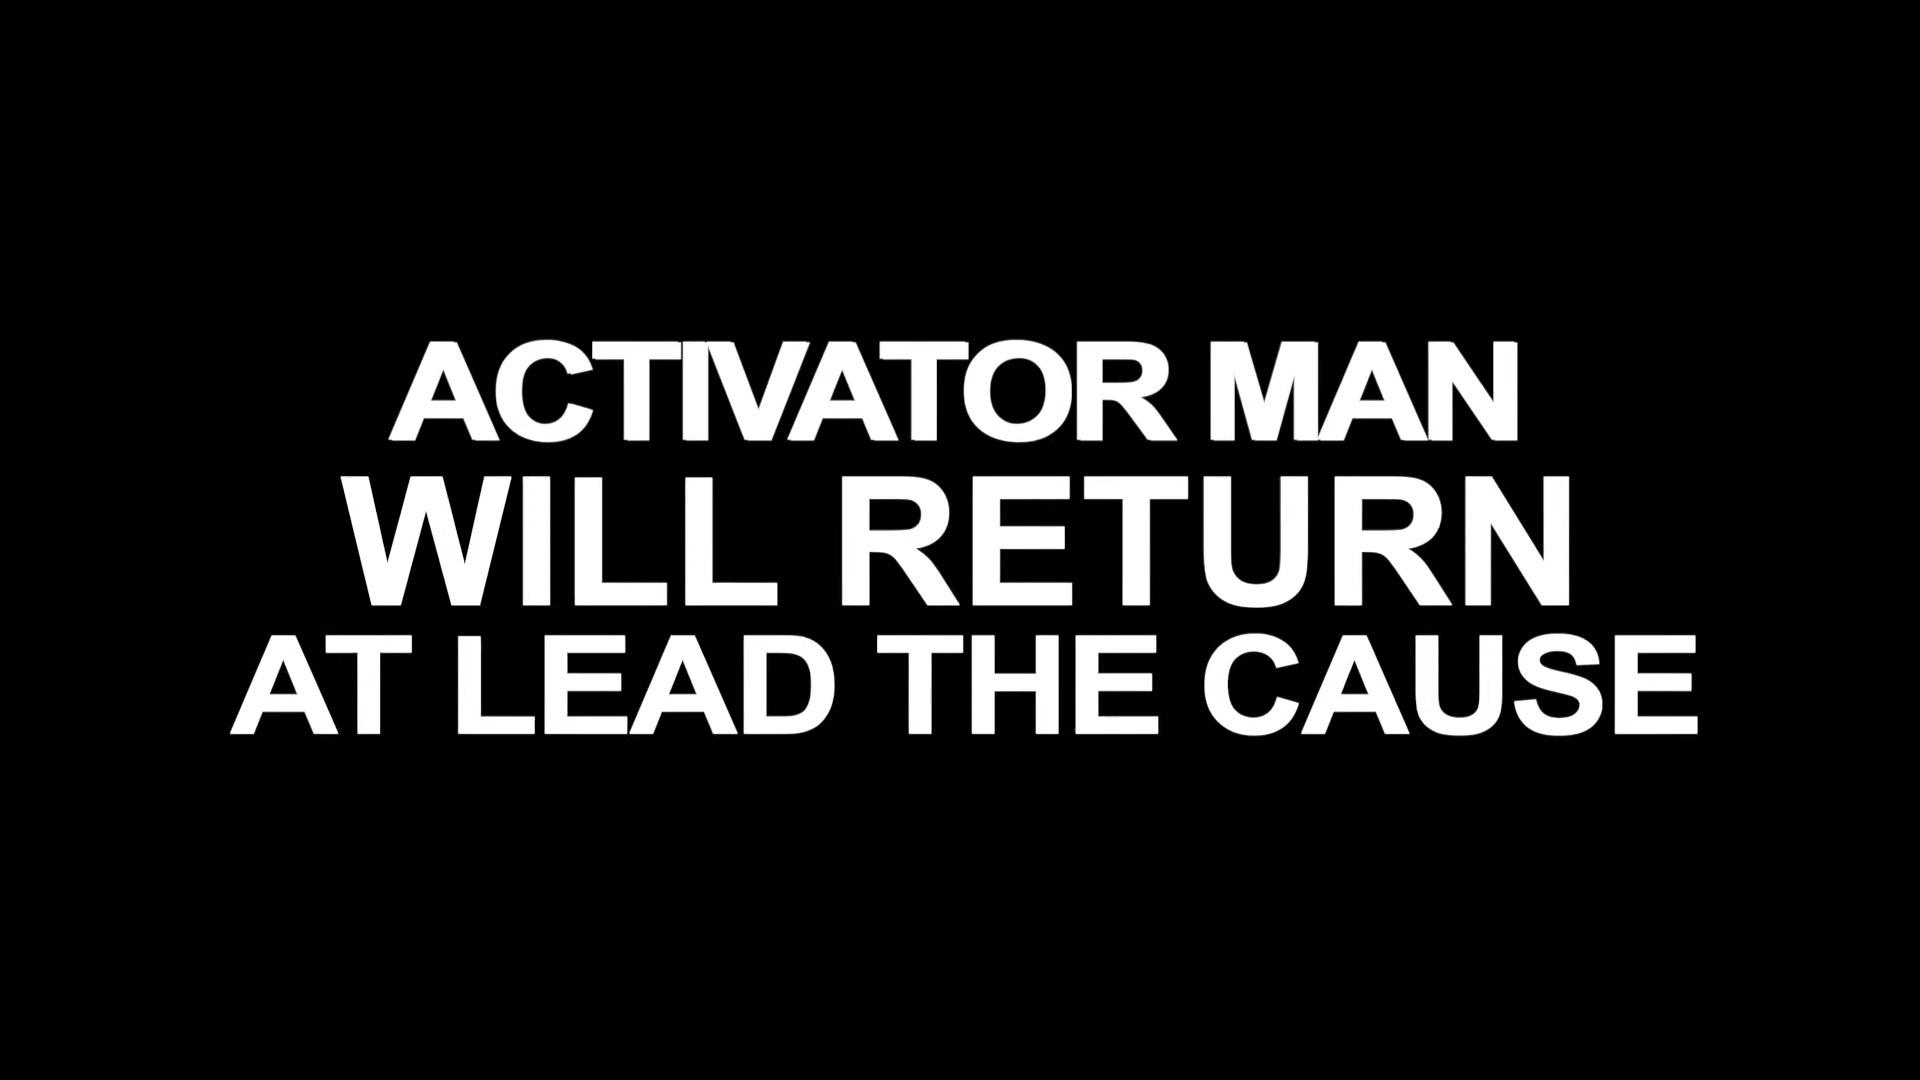 ACTIVATOR MAN
WILL RETURN
AT LEAD THE CAUSE